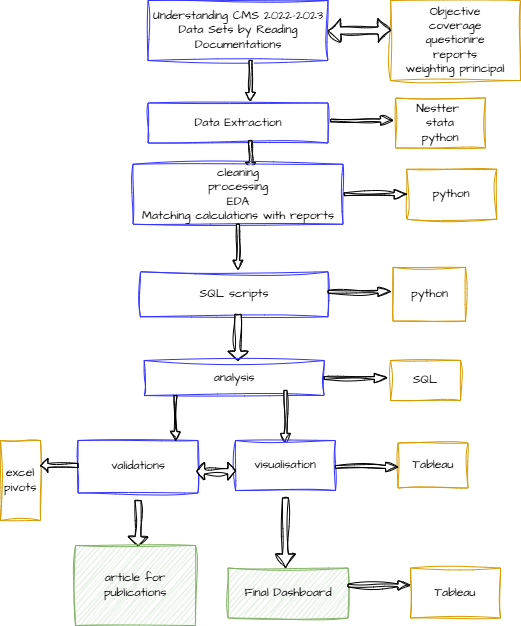 Understanding CMS 2022-2023
Data Sets by Reading
Documentations
Objective
coverage
questionire
reports
weighting principal
Data Extraction
Nestter
stata
python
cleaning
processing
EDA
Matching calculations with reports
python
SQL scripts
python
analysis
SQL
excel
pivots
validations
visualisation
Tableau
article for
publications
Final Dashboard
Tableau